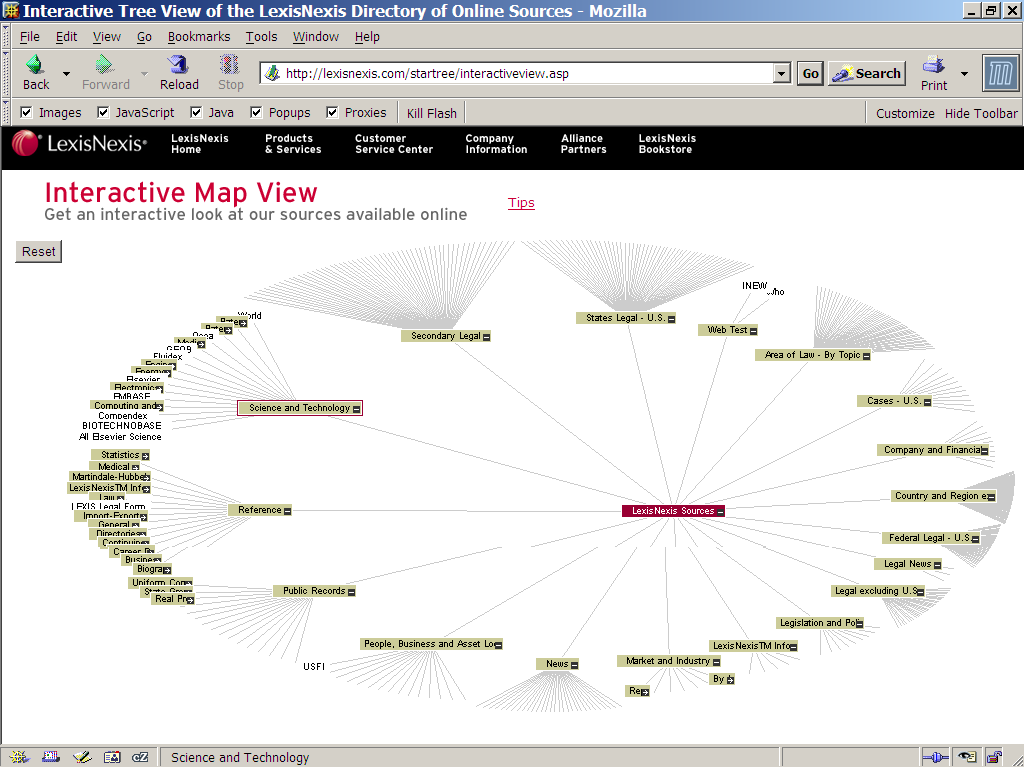 Interactive Tree View of the LexisNexis Directory of Online Sources - Mozilla
File Edit View Go Bookmarks Tools Window Help
Back Forward Reload Stop http://lexisnexis.com/startree/interactiveview.asp Go Search Print
Images JavaScript Java Popups Proxies Kill Flash Customize Hide Toolbar
LexisNexis
LexisNexis Home
Products & Services
Customer Service Center
Company Information
Alliance Partners
LexisNexis Bookstore
Interactive Map View
Get an interactive look at our sources available online
Tips
Reset
INEW
Who
World
States Legal - U.S.
Web Test
Secondary Legal
Area of Law - By Topic
GEOB
Fluidex
Energy
Elsevier
Electronics
EMBASE
Computing and
Compendex
BIOTECHNOBASE
All Elsevier Science
Science and Technology
Cases - U.S.
Company and Financia
Statistics
Medical
Martindale-Hubbe
LexisNexisTM Info
Law
LEXIS Legal Form
Import-Export
General
Directories
Continuin
Career
Busines
Biogra
Reference
LexisNexis Sources
Country and Region e
Federal Legal - U.S.
Legal News
Uniform Com
Real Pr
Public Records
Legal excluding U.S
Legislation and Pol
USFI
People, Business and Asset Lo
LexisNexisTM Info
News
Market and Industry
By
Re
Science and Technology